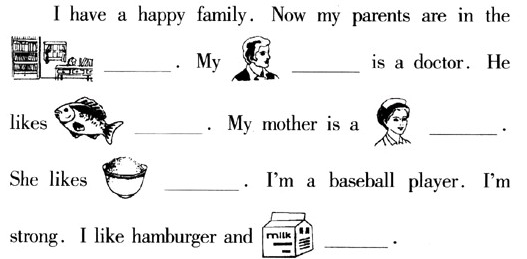 I have a happy family. Now my parents are in the
______. My ______ is a doctor. He
likes ______. My mother is a ______.
She likes ______. I'm a baseball player. I'm
strong. I like hamburger and milk ______.